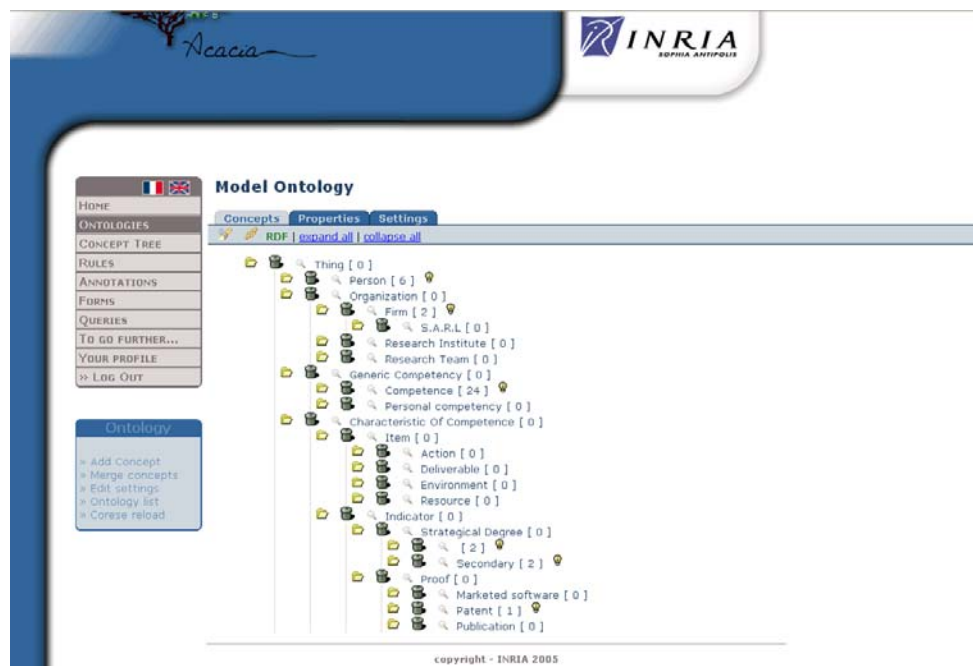 Acacia
INRIA
SOPHIA ANTIPOLIS
Model Ontology
HOME
ONTOLOGIES
CONCEPT TREE
RULES
ANNOTATIONS
FORMS
QUERIES
TO GO FURTHER...
YOUR PROFILE
» LOG OUT
Ontology
» Add Concept
» Merge concepts
» Edit settings
» Ontology list
» Corese reload
Concepts Properties Settings
RDF | expand all | collapse all
Thing [ 0 ]
Person [ 6 ]
Organization [ 0 ]
Firm [ 2 ]
S.A.R.L [ 0 ]
Research Institute [ 0 ]
Research Team [ 0 ]
Generic Competency [ 0 ]
Competence [ 24 ]
Personal competency [ 0 ]
Characteristic Of Competence [ 0 ]
Item [ 0 ]
Action [ 0 ]
Deliverable [ 0 ]
Environment [ 0 ]
Resource [ 0 ]
Indicator [ 0 ]
Strategical Degree [ 0 ]
[ 2 ]
Secondary [ 2 ]
Proof [ 0 ]
Marketed software [ 0 ]
Patent [ 1 ]
Publication [ 0 ]
copyright - INRIA 2005